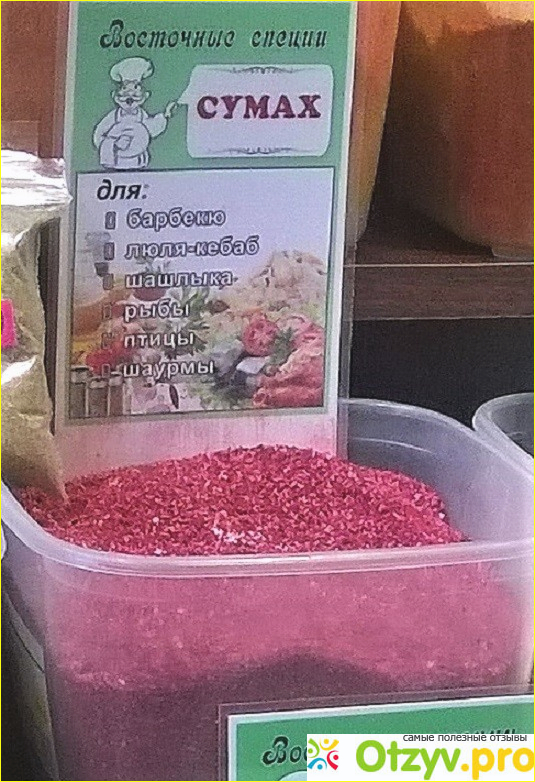 Восточные специи
СУМАХ
для:
барбекю
люля-кебаб
шашлыка
рыбы
птицы
шаурмы
самые полезные отзывы
Otzyv.pro